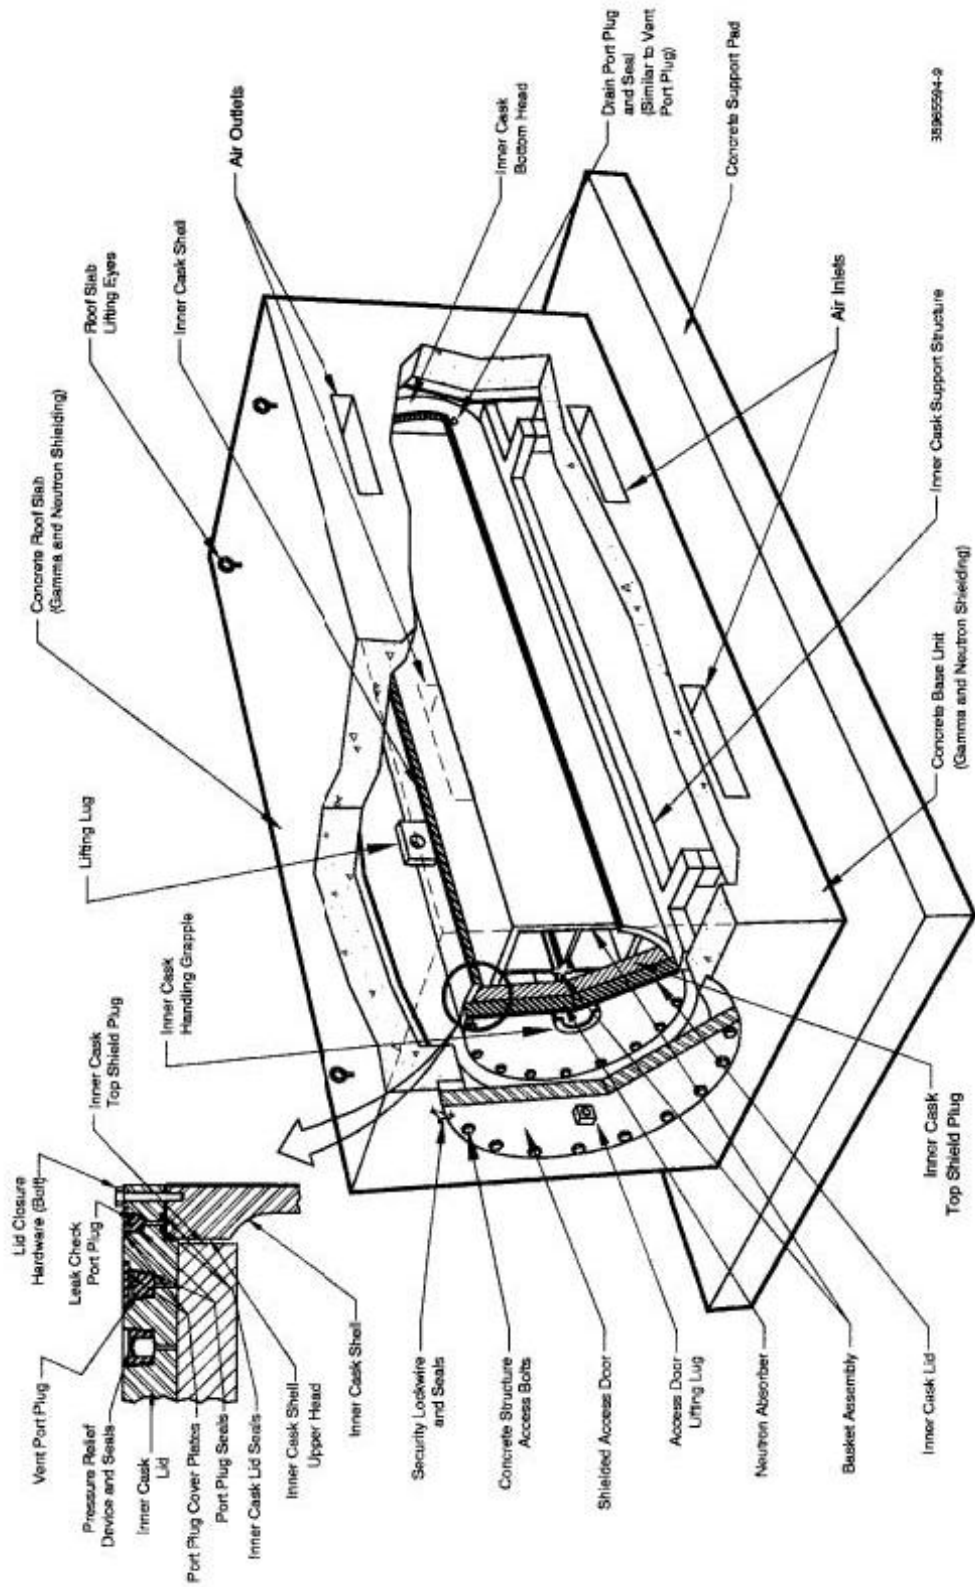 Lid Closure
Hardware (Bolt)
Leak Check
Port Plug
Vent Port Plug
Pressure Relief
Device and Seals
Inner Cask
Lid
Port Plug Cover Plates
Port Plug Seals
Inner Cask Lid Seals
Inner Cask Shell
Upper Head
Inner Cask Shell
Inner Cask
Top Shield Plug
Inner Cask
Handling Grapple
Lifting Lug
Concrete Roof Slab
(Gamma and Neutron Shielding)
Roof Slab
Lifting Eyes
Inner Cask Shell
Air Outlets
Inner Cask
Bottom Head
Drain Port Plug
and Seal
(Similar to Vent
Port Plug)
Security Lockwire
and Seals
Concrete Structure
Access Bolts
Shielded Access Door
Access Door
Lifting Lug
Neutron Absorber
Basket Assembly
Inner Cask Lid
Inner Cask
Top Shield Plug
Concrete Base Unit
(Gamma and Neutron Shielding)
Inner Cask Support Structure
Air Inlets
Concrete Support Pad
35965594-9